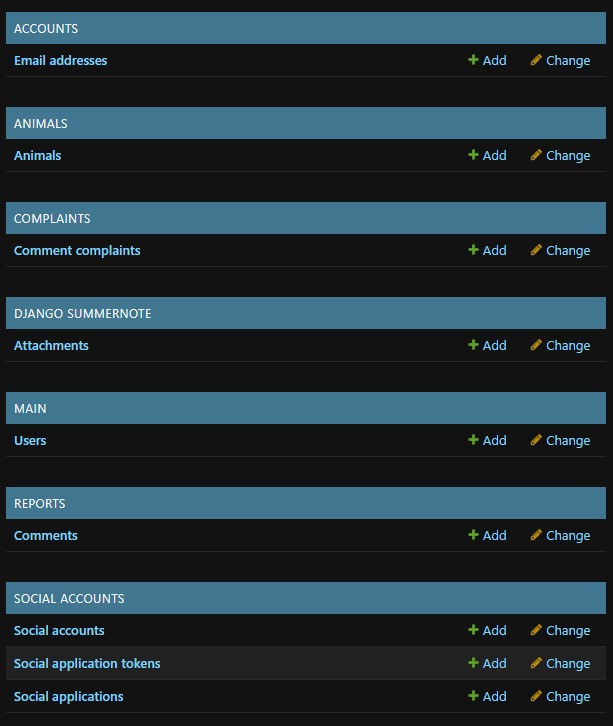 ACCOUNTS
Email addresses Add Change
ANIMALS
Animals Add Change
COMPLAINTS
Comment complaints Add Change
DJANGO SUMMERNOTE
Attachments Add Change
MAIN
Users Add Change
REPORTS
Comments Add Change
SOCIAL ACCOUNTS
Social accounts Add Change
Social application tokens Add Change
Social applications Add Change